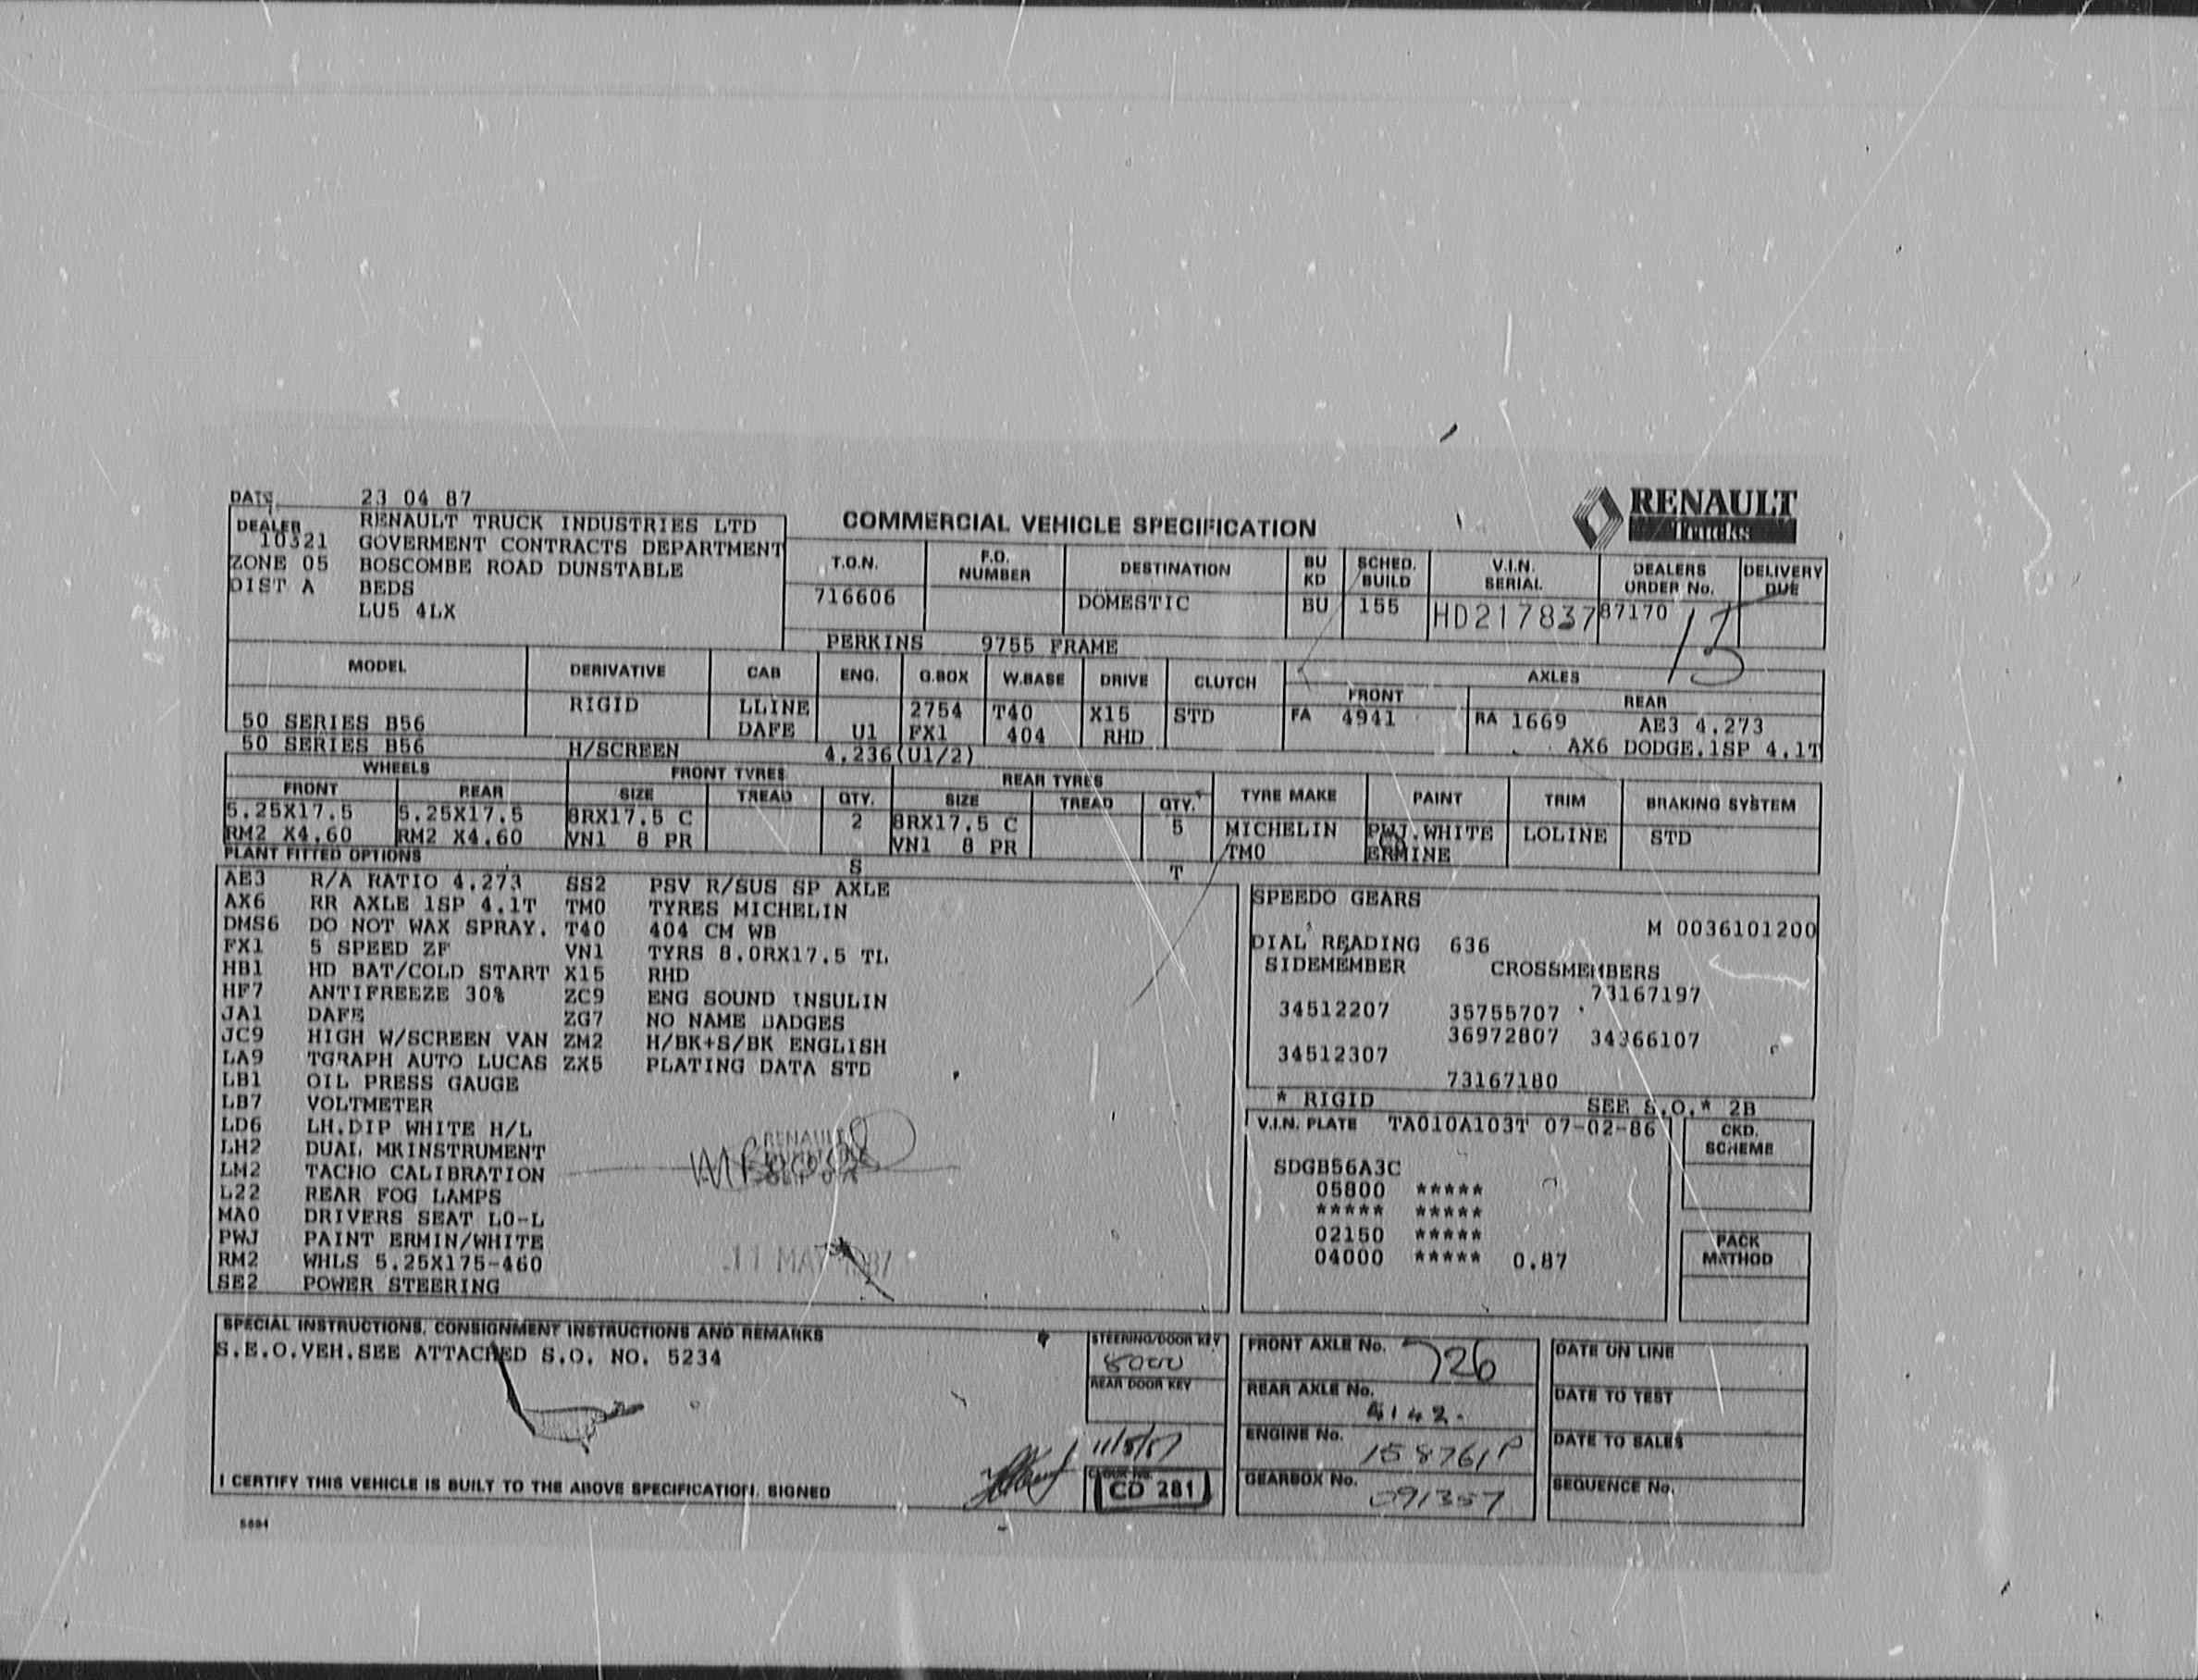 DATE 23 04 87
RENAULT
Trucks
COMMERCIAL VEHICLE SPECIFICATION
DEALER RENAULT TRUCK INDUSTRIES LTD
10321 GOVERMENT CONTRACTS DEPARTMENT
ZONE 05 BOSCOMBE ROAD DUNSTABLE
DIST A BEDS
LU5 4LX
T.O.N. F.O. NUMBER DESTINATION BU KD SCHED. BUILD V.I.N. SERIAL DEALERS ORDER No. DELIVERY DUE
716606 DOMESTIC BU 155 HD217837 87170 13
PERKINS 9755 FRAME
MODEL DERIVATIVE CAB ENG. G.BOX W.BASE DRIVE CLUTCH AXLES
FRONT REAR
RIGID LLINE 2754 T40 X15 STD FA 4941 RA 1669 AE3 4.273
50 SERIES B56 DAFE U1 FX1 404 RHD AX6 DODGE.1SP 4.1T
50 SERIES B56 H/SCREEN 4.236(U1/2)
WHEELS FRONT TYRES REAR TYRES
FRONT REAR SIZE TREAD QTY. SIZE TREAD QTY. TYRE MAKE PAINT TRIM BRAKING SYSTEM
5.25X17.5 5.25X17.5 8RX17.5 C 2 8RX17.5 C 5 MICHELIN PWJ.WHITE LOLINE STD
RM2 X4.60 RM2 X4.60 VN1 8 PR VN1 8 PR TM0 ERMINE
PLANT FITTED OPTIONS S T
AE3 R/A RATIO 4.273 SS2 PSV R/SUS SP AXLE
AX6 RR AXLE 1SP 4.1T TM0 TYRES MICHELIN
DMS6 DO NOT WAX SPRAY. T40 404 CM WB
FX1 5 SPEED ZF VN1 TYRS 8.0RX17.5 TL
HB1 HD BAT/COLD START X15 RHD
HF7 ANTIFREEZE 30% ZC9 ENG SOUND INSULIN
JA1 DAFE ZG7 NO NAME BADGES
JC9 HIGH W/SCREEN VAN ZM2 H/BK+S/BK ENGLISH
LA9 TGRAPH AUTO LUCAS ZX5 PLATING DATA STD
LB1 OIL PRESS GAUGE
LB7 VOLTMETER
LD6 LH.DIP WHITE H/L
LH2 DUAL MKINSTRUMENT
LM2 TACHO CALIBRATION
L22 REAR FOG LAMPS
MA0 DRIVERS SEAT LO-L
PWJ PAINT ERMIN/WHITE
RM2 WHLS 5.25X175-460
SE2 POWER STEERING
RENAULT
11 MAY 1987
SPEEDO GEARS
M 0036101200
DIAL READING 636
SIDEMEMBER CROSSMEMBERS
73167197
34512207 35755707
36972807 34366107
34512307
73167180
* RIGID SEE S.O.* 2B
V.I.N. PLATE TA010A103T 07-02-86
SDGB56A3C
05800 *****
***** *****
02150 *****
04000 ***** 0.87
CKD. SCHEME
PACK METHOD
SPECIAL INSTRUCTIONS, CONSIGNMENT INSTRUCTIONS AND REMARKS
S.E.O.VEH.SEE ATTACHED S.O. NO. 5234
I CERTIFY THIS VEHICLE IS BUILT TO THE ABOVE SPECIFICATION. SIGNED
STEERING/DOOR KEY
8000
REAR DOOR KEY
11/5/87
CD 281
FRONT AXLE No. 726
REAR AXLE No. 4142.
ENGINE No. 158761P
GEARBOX No. 091357
DATE ON LINE
DATE TO TEST
DATE TO SALES
SEQUENCE No.
5694